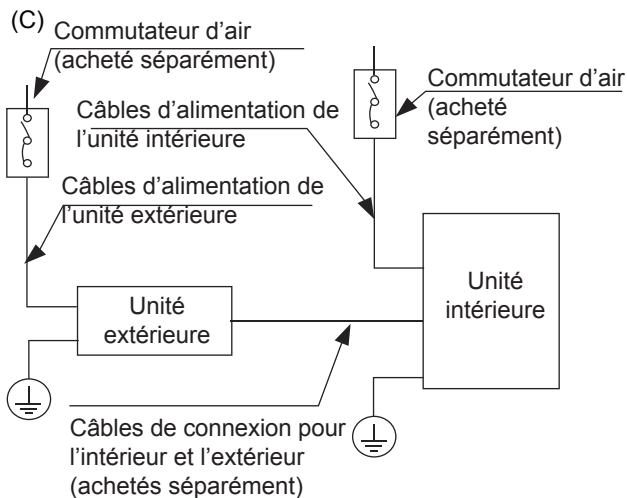 (C)
Commutateur d'air
(acheté séparément)
Commutateur d'air
(acheté
séparément)
Câbles d'alimentation de
l'unité intérieure
Câbles d'alimentation de
l'unité extérieure
Unité
extérieure
Unité
intérieure
Câbles de connexion pour
l'intérieur et l'extérieur
(achetés séparément)